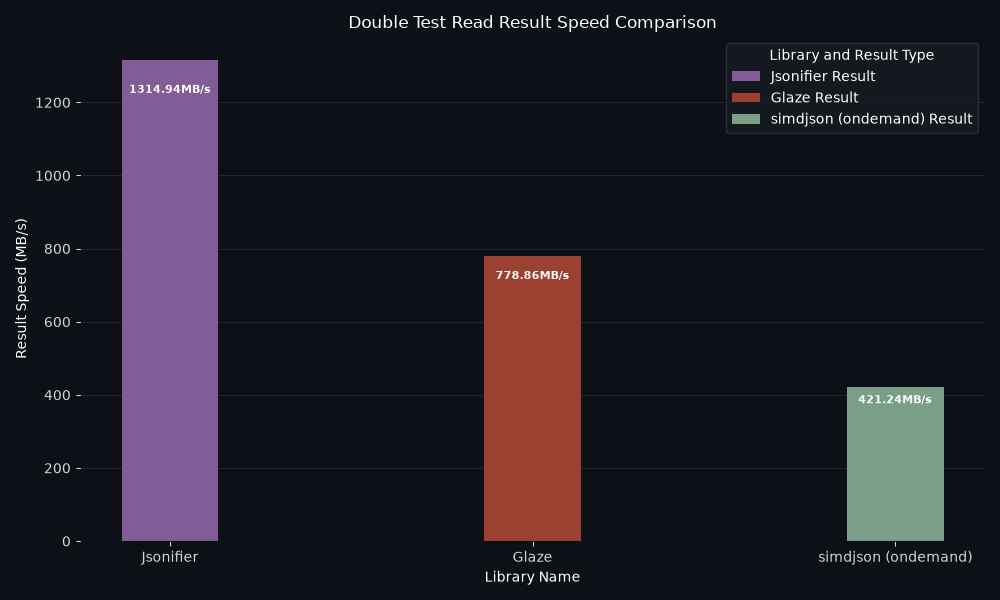 Double Test Read Result Speed Comparison
Library and Result Type
Jsonifier Result
Glaze Result
simdjson (ondemand) Result
Result Speed (MB/s)
1200
1000
800
600
400
200
0
1314.94MB/s
778.86MB/s
421.24MB/s
Jsonifier
Glaze
simdjson (ondemand)
Library Name